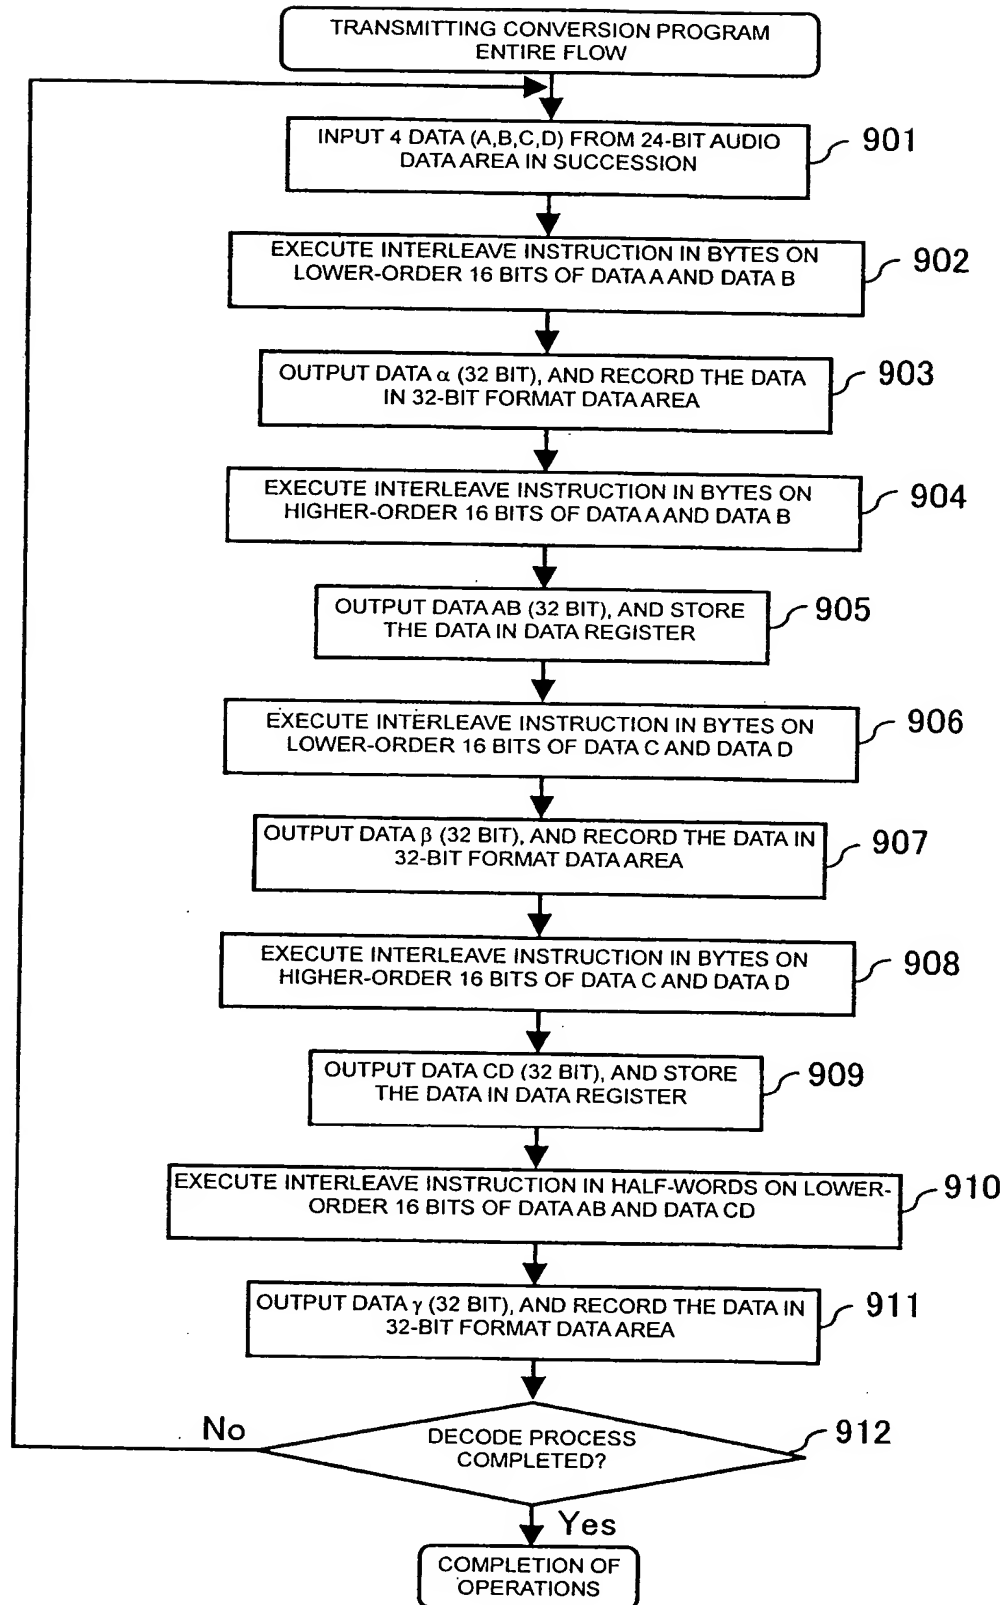 TRANSMITTING CONVERSION PROGRAM
ENTIRE FLOW
INPUT 4 DATA (A,B,C,D) FROM 24-BIT AUDIO
DATA AREA IN SUCCESSION
901
EXECUTE INTERLEAVE INSTRUCTION IN BYTES ON
LOWER-ORDER 16 BITS OF DATA A AND DATA B
902
OUTPUT DATA α (32 BIT), AND RECORD THE DATA
IN 32-BIT FORMAT DATA AREA
903
EXECUTE INTERLEAVE INSTRUCTION IN BYTES ON
HIGHER-ORDER 16 BITS OF DATA A AND DATA B
904
OUTPUT DATA AB (32 BIT), AND STORE
THE DATA IN DATA REGISTER
905
EXECUTE INTERLEAVE INSTRUCTION IN BYTES ON
LOWER-ORDER 16 BITS OF DATA C AND DATA D
906
OUTPUT DATA β (32 BIT), AND RECORD THE DATA IN
32-BIT FORMAT DATA AREA
907
EXECUTE INTERLEAVE INSTRUCTION IN BYTES ON
HIGHER-ORDER 16 BITS OF DATA C AND DATA D
908
OUTPUT DATA CD (32 BIT), AND STORE
THE DATA IN DATA REGISTER
909
EXECUTE INTERLEAVE INSTRUCTION IN HALF-WORDS ON LOWER-
ORDER 16 BITS OF DATA AB AND DATA CD
910
OUTPUT DATA γ (32 BIT), AND RECORD THE DATA IN
32-BIT FORMAT DATA AREA
911
No
DECODE PROCESS
COMPLETED?
912
Yes
COMPLETION OF
OPERATIONS